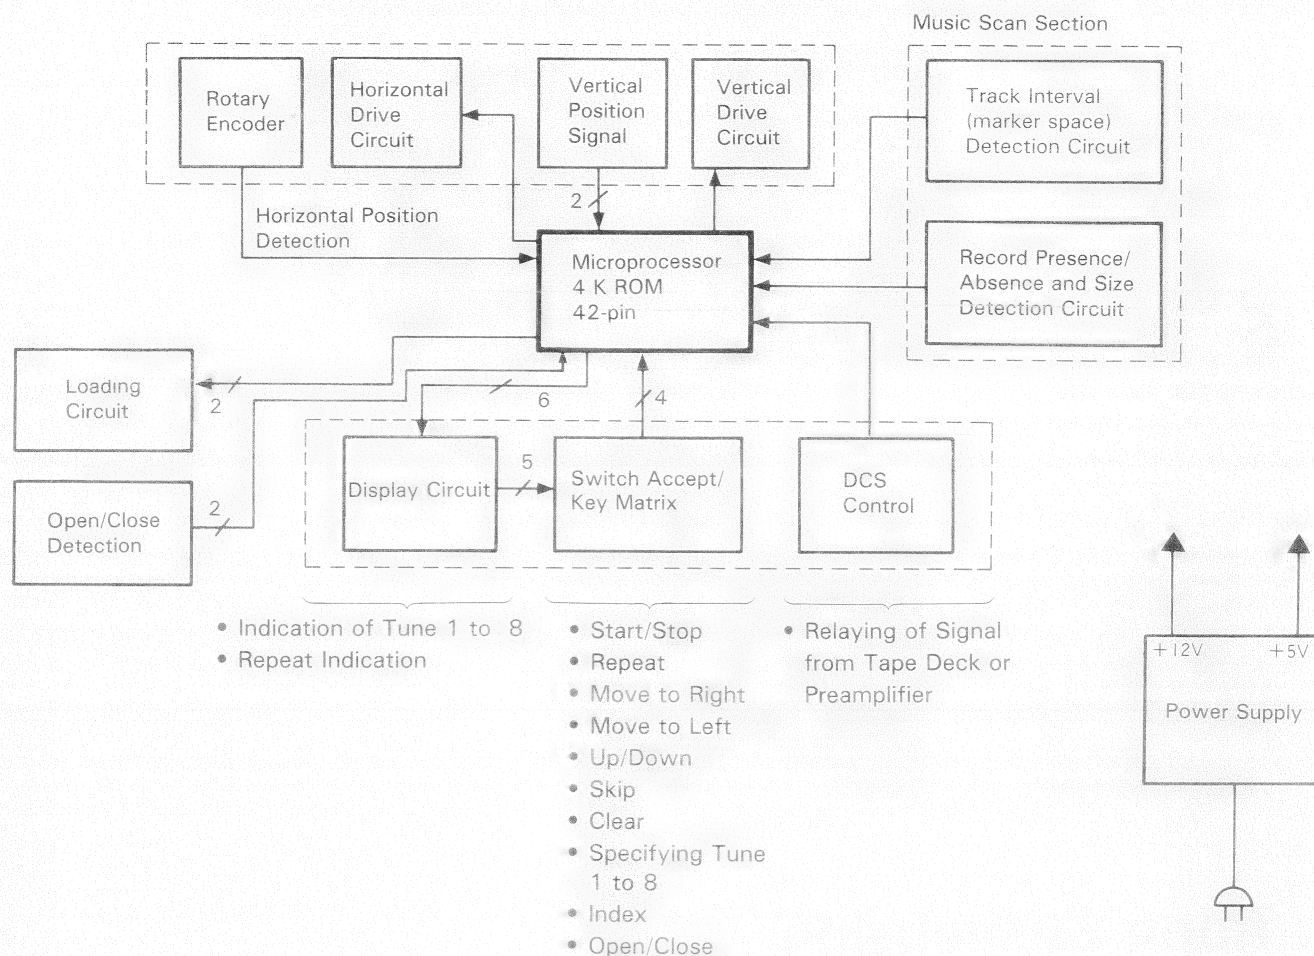 Music Scan Section
Rotary
Encoder
Horizontal
Drive
Circuit
Vertical
Position
Signal
Vertical
Drive
Circuit
Track Interval
(marker space)
Detection Circuit
2
Horizontal Position
Detection
Microprocessor
4 K ROM
42-pin
Record Presence/
Absence and Size
Detection Circuit
Loading
Circuit
2
6
4
Open/Close
Detection
2
Display Circuit
5
Switch Accept/
Key Matrix
DCS
Control
• Indication of Tune 1 to 8
• Repeat Indication
• Start/Stop
• Repeat
• Move to Right
• Move to Left
• Up/Down
• Skip
• Clear
• Specifying Tune
1 to 8
• Index
• Open/Close
• Relaying of Signal
from Tape Deck or
Preamplifier
+12V
+5V
Power Supply